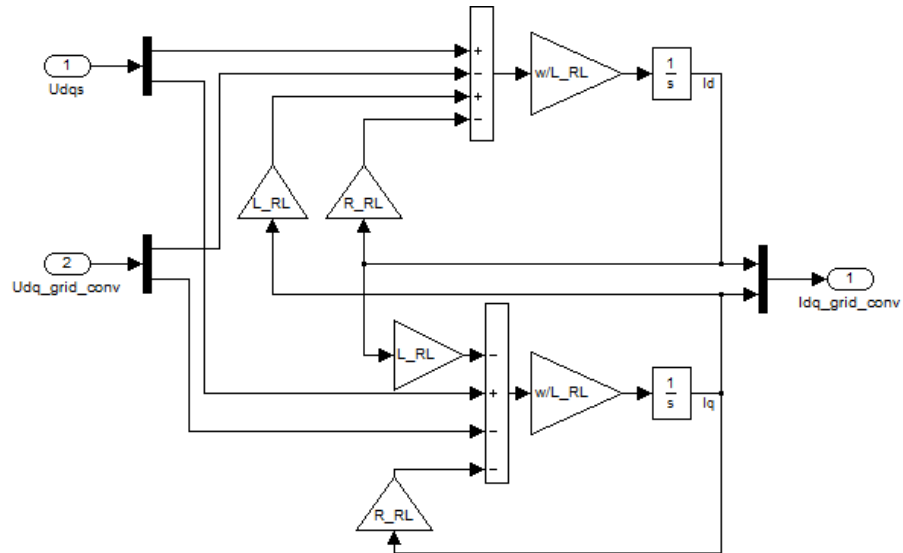 1
Udqs
+
−
+
−
w/L_RL
1
s
Id
L_RL
R_RL
2
Udq_grid_conv
1
Idq_grid_conv
L_RL
−
+
−
−
w/L_RL
1
s
Iq
R_RL